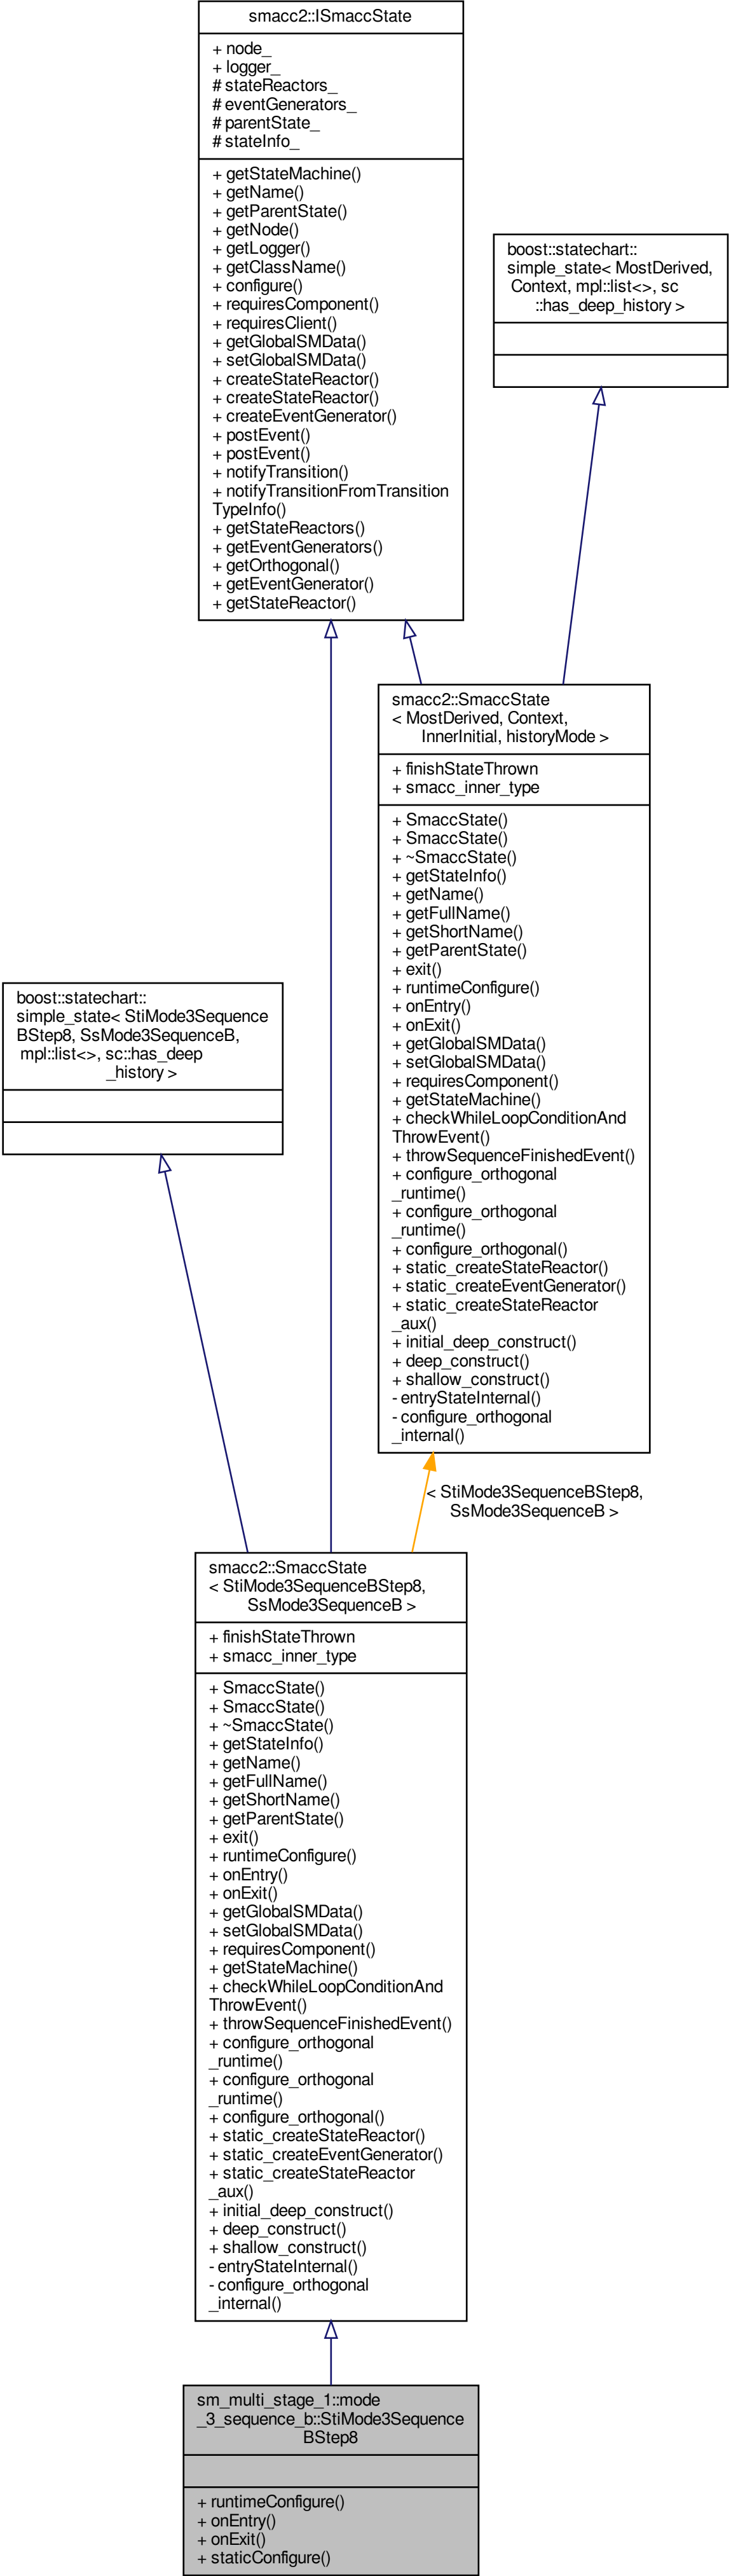 smacc2::ISmaccState
+ node_
+ logger_
# stateReactors_
# eventGenerators_
# parentState_
# stateInfo_
+ getStateMachine()
+ getName()
+ getParentState()
+ getNode()
+ getLogger()
+ getClassName()
+ configure()
+ requiresComponent()
+ requiresClient()
+ getGlobalSMData()
+ setGlobalSMData()
+ createStateReactor()
+ createStateReactor()
+ createEventGenerator()
+ postEvent()
+ postEvent()
+ notifyTransition()
+ notifyTransitionFromTransition
TypeInfo()
+ getStateReactors()
+ getEventGenerators()
+ getOrthogonal()
+ getEventGenerator()
+ getStateReactor()
boost::statechart::
simple_state< MostDerived,
Context, mpl::list<>, sc
::has_deep_history >
smacc2::SmaccState
< MostDerived, Context,
InnerInitial, historyMode >
+ finishStateThrown
+ smacc_inner_type
+ SmaccState()
+ SmaccState()
+ ~SmaccState()
+ getStateInfo()
+ getName()
+ getFullName()
+ getShortName()
+ getParentState()
+ exit()
+ runtimeConfigure()
+ onEntry()
+ onExit()
+ getGlobalSMData()
+ setGlobalSMData()
+ requiresComponent()
+ getStateMachine()
+ checkWhileLoopConditionAnd
ThrowEvent()
+ throwSequenceFinishedEvent()
+ configure_orthogonal
_runtime()
+ configure_orthogonal
_runtime()
+ configure_orthogonal()
+ static_createStateReactor()
+ static_createEventGenerator()
+ static_createStateReactor
_aux()
+ initial_deep_construct()
+ deep_construct()
+ shallow_construct()
- entryStateInternal()
- configure_orthogonal
_internal()
boost::statechart::
simple_state< StiMode3Sequence
BStep8, SsMode3SequenceB,
mpl::list<>, sc::has_deep
_history >
< StiMode3SequenceBStep8,
SsMode3SequenceB >
smacc2::SmaccState
< StiMode3SequenceBStep8,
SsMode3SequenceB >
+ finishStateThrown
+ smacc_inner_type
+ SmaccState()
+ SmaccState()
+ ~SmaccState()
+ getStateInfo()
+ getName()
+ getFullName()
+ getShortName()
+ getParentState()
+ exit()
+ runtimeConfigure()
+ onEntry()
+ onExit()
+ getGlobalSMData()
+ setGlobalSMData()
+ requiresComponent()
+ getStateMachine()
+ checkWhileLoopConditionAnd
ThrowEvent()
+ throwSequenceFinishedEvent()
+ configure_orthogonal
_runtime()
+ configure_orthogonal
_runtime()
+ configure_orthogonal()
+ static_createStateReactor()
+ static_createEventGenerator()
+ static_createStateReactor
_aux()
+ initial_deep_construct()
+ deep_construct()
+ shallow_construct()
- entryStateInternal()
- configure_orthogonal
_internal()
sm_multi_stage_1::mode
_3_sequence_b::StiMode3Sequence
BStep8
+ runtimeConfigure()
+ onEntry()
+ onExit()
+ staticConfigure()